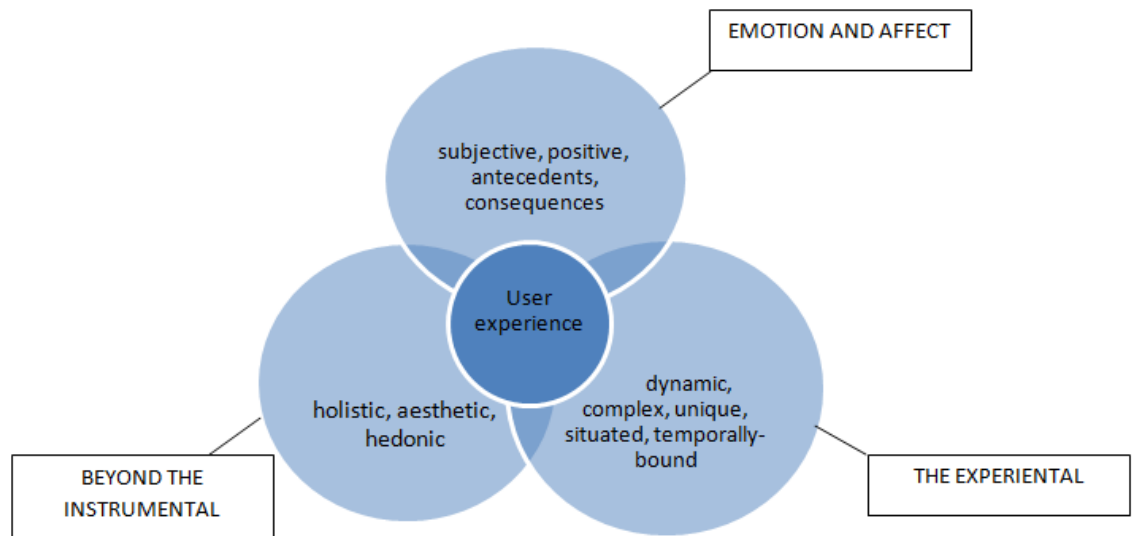 EMOTION AND AFFECT
subjective, positive,
antecedents,
consequences
User
experience
holistic, aesthetic,
hedonic
dynamic,
complex, unique,
situated, temporally-
bound
BEYOND THE
INSTRUMENTAL
THE EXPERIENTAL